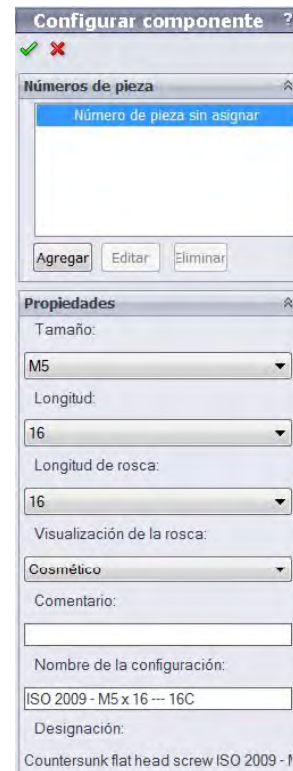 Configurar componente ?
Números de pieza
Número de pieza sin asignar
Agregar Editar Eliminar
Propiedades
Tamaño:
M5
Longitud:
16
Longitud de rosca:
16
Visualización de la rosca:
Cosmético
Comentario:
Nombre de la configuración:
ISO 2009 - M5 x 16 --- 16C
Designación:
Countersunk flat head screw ISO 2009 -